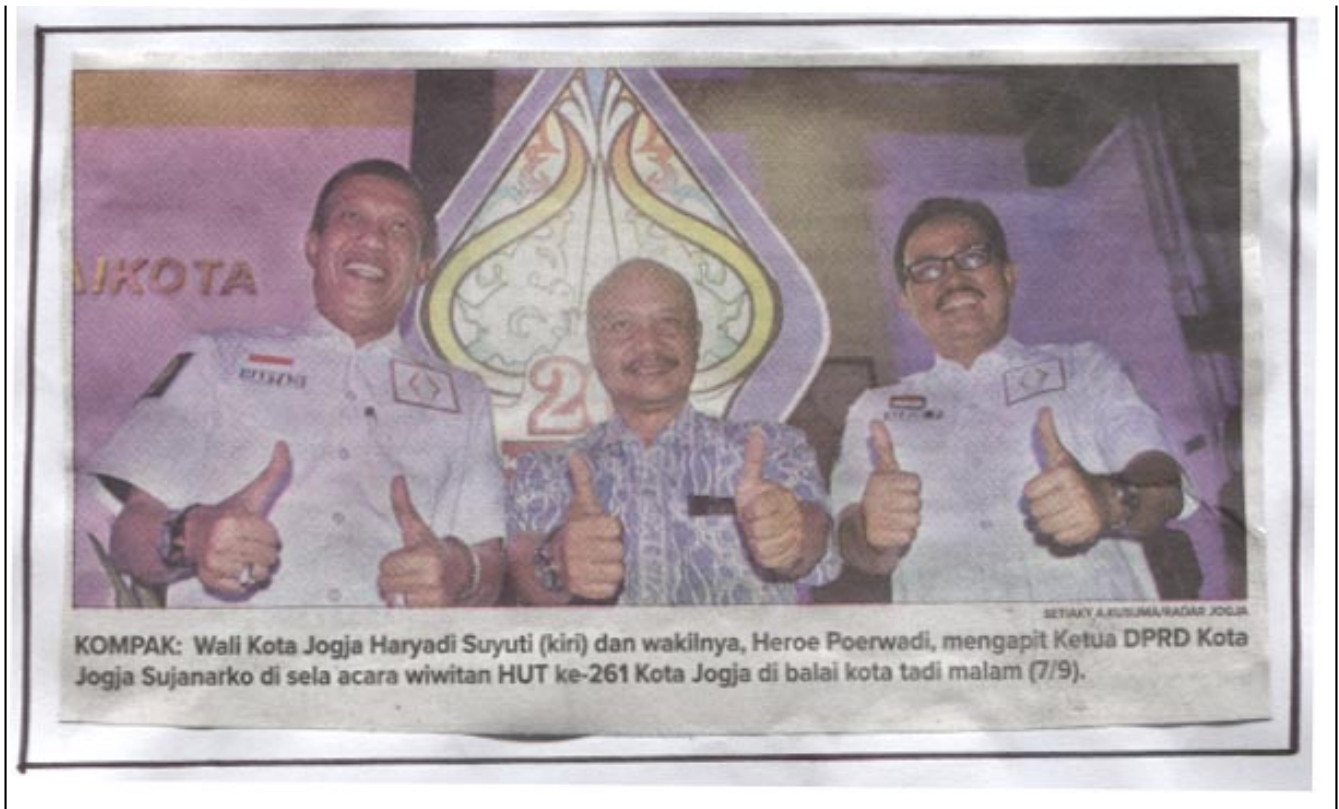 AIKOTA
2
SETIAKY A.KUSUMA/RADAR JOGJA
KOMPAK: Wali Kota Jogja Haryadi Suyuti (kiri) dan wakilnya, Heroe Poerwadi, mengapit Ketua DPRD Kota
Jogja Sujanarko di sela acara wiwitan HUT ke-261 Kota Jogja di balai kota tadi malam (7/9).